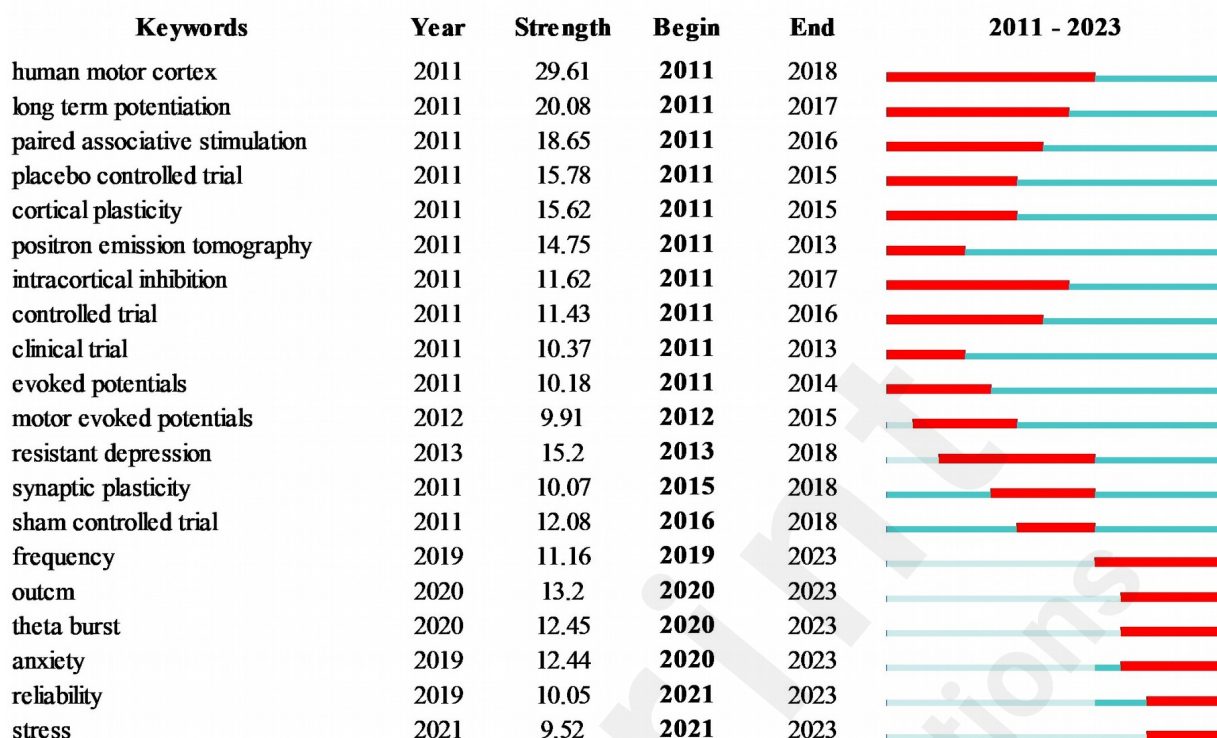 Keywords Year Strength Begin End 2011 - 2023
human motor cortex 2011 29.61 2011 2018
long term potentiation 2011 20.08 2011 2017
paired associative stimulation 2011 18.65 2011 2016
placebo controlled trial 2011 15.78 2011 2015
cortical plasticity 2011 15.62 2011 2015
positron emission tomography 2011 14.75 2011 2013
intracortical inhibition 2011 11.62 2011 2017
controlled trial 2011 11.43 2011 2016
clinical trial 2011 10.37 2011 2013
evoked potentials 2011 10.18 2011 2014
motor evoked potentials 2012 9.91 2012 2015
resistant depression 2013 15.2 2013 2018
synaptic plasticity 2011 10.07 2015 2018
sham controlled trial 2011 12.08 2016 2018
frequency 2019 11.16 2019 2023
outcm 2020 13.2 2020 2023
theta burst 2020 12.45 2020 2023
anxiety 2019 12.44 2020 2023
reliability 2019 10.05 2021 2023
stress 2021 9.52 2021 2023